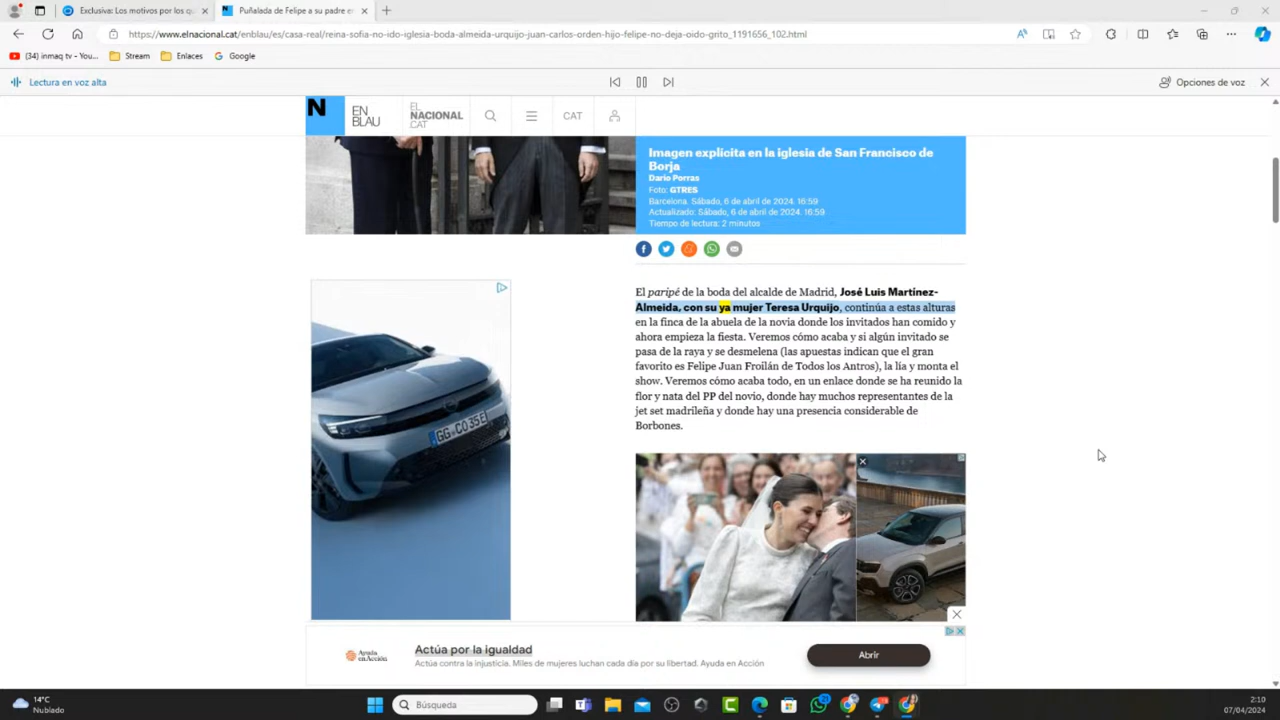 Exclusiva: Los motivos por los qu
Puñalada de Felipe a su padre e
https://www.elnacional.cat/enblau/es/casa-real/reina-sofia-no-ido-iglesia-boda-almeida-urquijo-juan-carlos-orden-hijo-felipe-no-deja-oido-grito_1191656_102.html
(34) inmaq tv - You...
Stream
Enlaces
Google
Lectura en voz alta
Opciones de voz
N
EN
BLAU
EL
NACIONAL
.CAT
CAT
Imagen explícita en la iglesia de San Francisco de
Borja
Darío Porras
Foto: GTRES
Barcelona. Sábado, 6 de abril de 2024. 16:59
Actualizado: Sábado, 6 de abril de 2024. 16:59
Tiempo de lectura: 2 minutos
El paripé de la boda del alcalde de Madrid, José Luis Martínez-
Almeida, con su ya mujer Teresa Urquijo, continúa a estas alturas
en la finca de la abuela de la novia donde los invitados han comido y
ahora empieza la fiesta. Veremos cómo acaba y si algún invitado se
pasa de la raya y se desmelena (las apuestas indican que el gran
favorito es Felipe Juan Froilán de Todos los Antros), la lía y monta el
show. Veremos cómo acaba todo, en un enlace donde se ha reunido la
flor y nata del PP del novio, donde hay muchos representantes de la
jet set madrileña y donde hay una presencia considerable de
Borbones.
GG·CO 35E
Ayuda
en Acción
Actúa por la igualdad
Actúa contra la injusticia. Miles de mujeres luchan cada día por su libertad. Ayuda en Acción
Abrir
14°C
Nublado
Búsqueda
2:10
07/04/2024